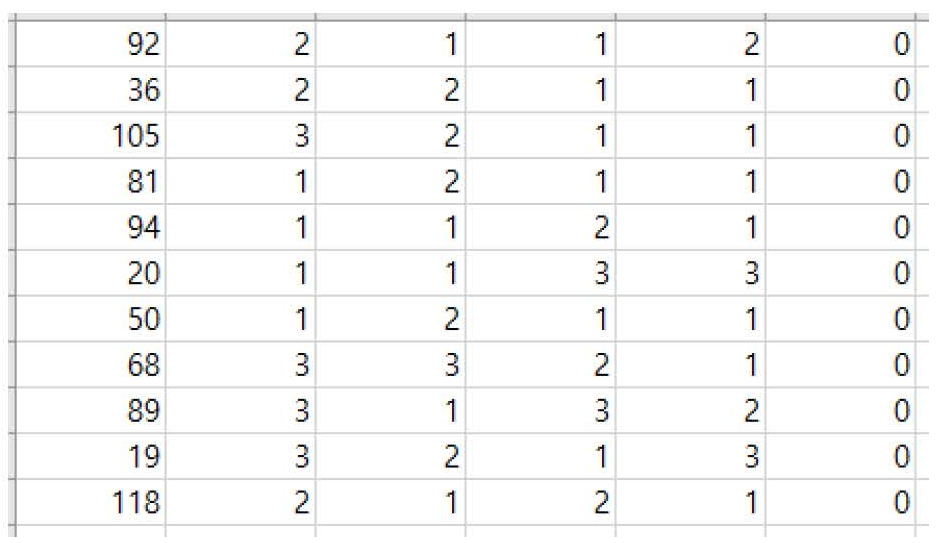 92 2 1 1 2 0
36 2 2 1 1 0
105 3 2 1 1 0
81 1 2 1 1 0
94 1 1 2 1 0
20 1 1 3 3 0
50 1 2 1 1 0
68 3 3 2 1 0
89 3 1 3 2 0
19 3 2 1 3 0
118 2 1 2 1 0